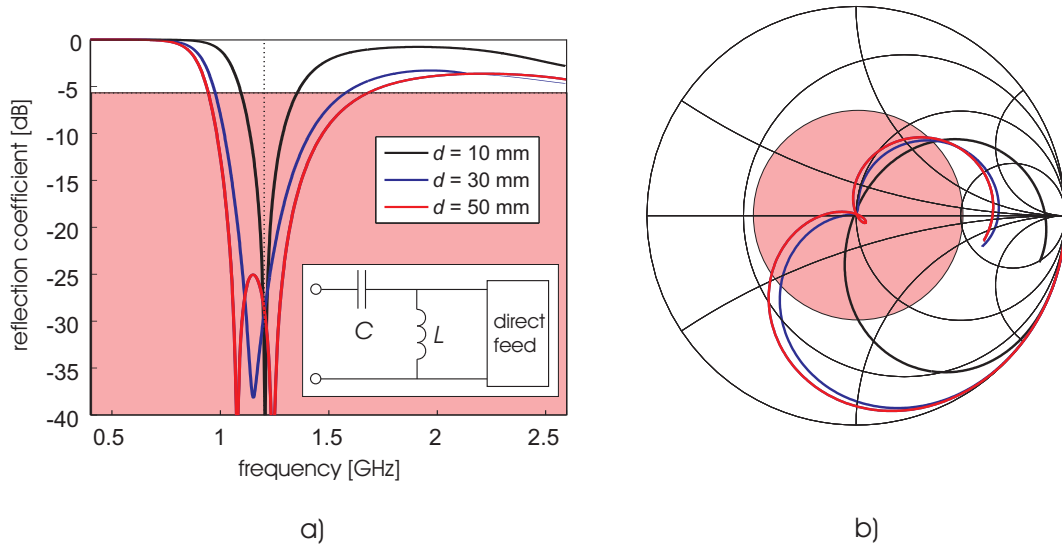 0
-5
-10
-15
-20
-25
-30
-35
-40
reflection coefficient [dB]
d = 10 mm
d = 30 mm
d = 50 mm
C
L
direct
feed
0.5 1 1.5 2 2.5
frequency [GHz]
a)
b)